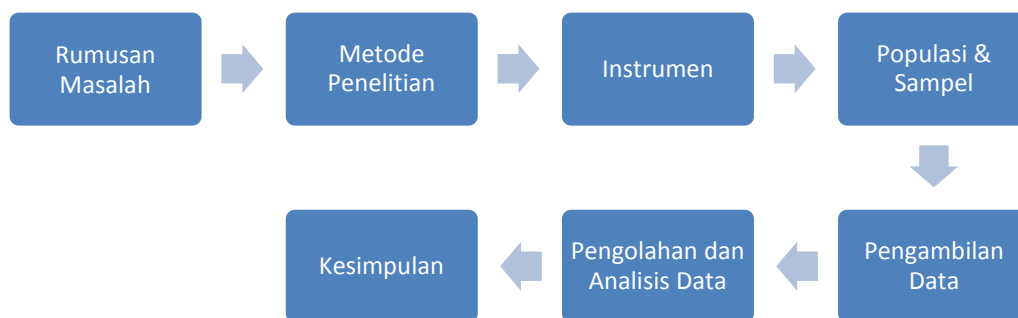 Rumusan
Masalah
Metode
Penelitian
Instrumen
Populasi &
Sampel
Pengambilan
Data
Pengolahan dan
Analisis Data
Kesimpulan